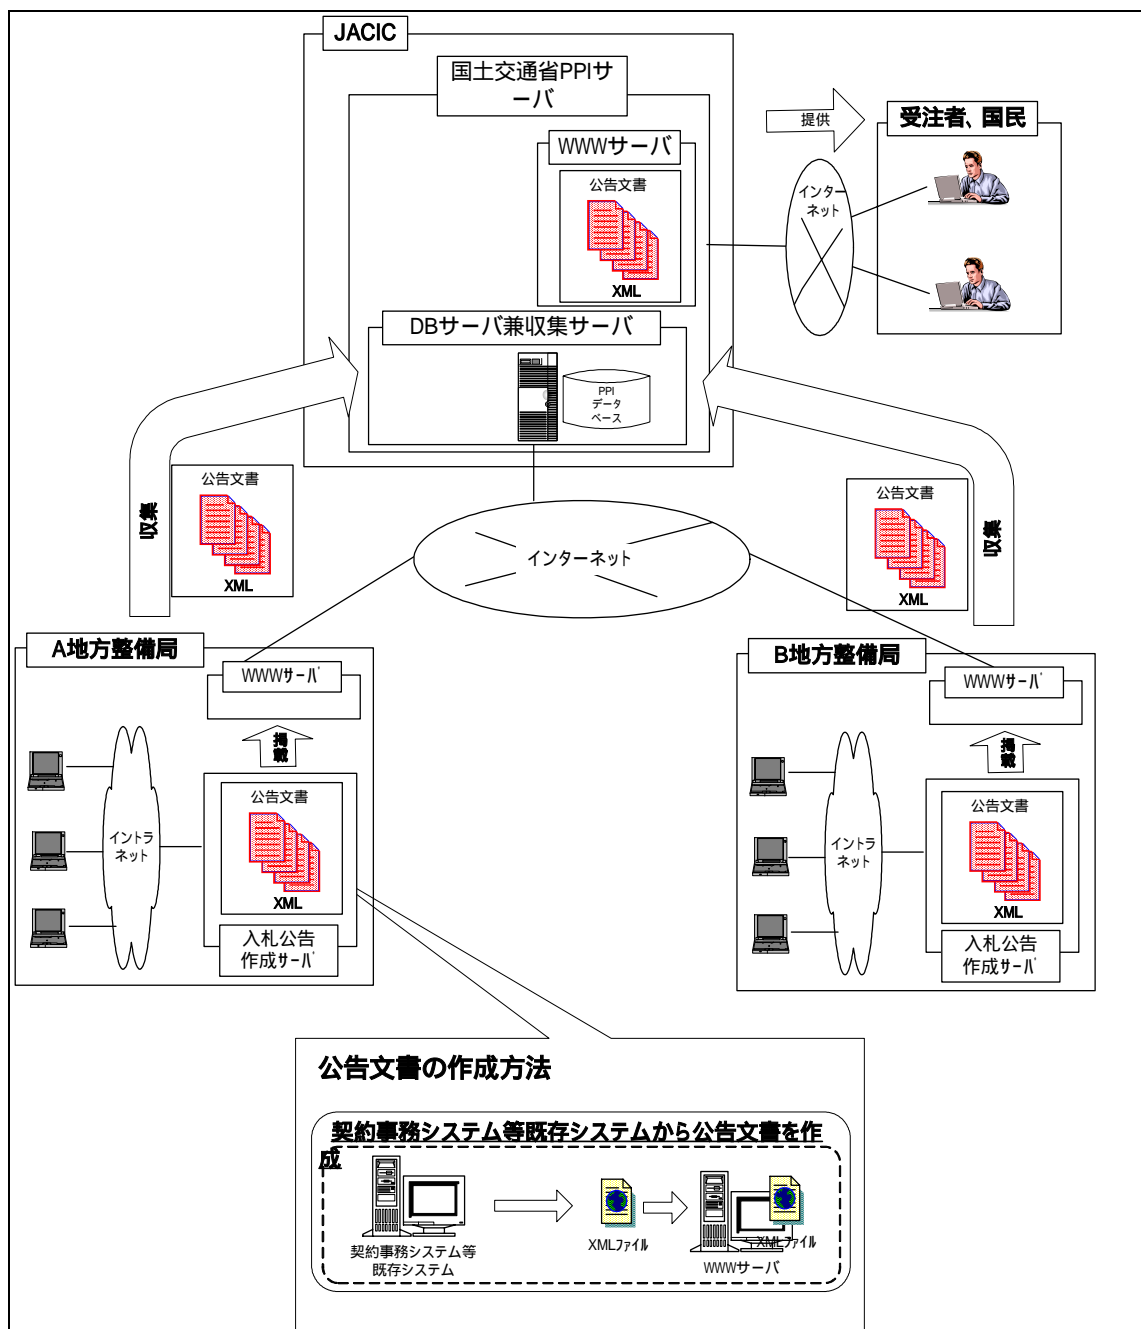 JACIC
国土交通省PPIサ
ーバ
WWWサーバ
公告文書
XML
提供
受注者、国民
インター
ネット
DBサーバ兼収集サーバ
PPI
データ
ベース
収集
公告文書
XML
インターネット
公告文書
XML
収集
A地方整備局
WWWサーバ
掲載
イントラ
ネット
公告文書
XML
入札公告
作成サーバ
B地方整備局
WWWサーバ
掲載
イントラ
ネット
公告文書
XML
入札公告
作成サーバ
公告文書の作成方法
契約事務システム等既存システムから公告文書を作
成
契約事務システム等
既存システム
XMLファイル
XMLファイル
WWWサーバ